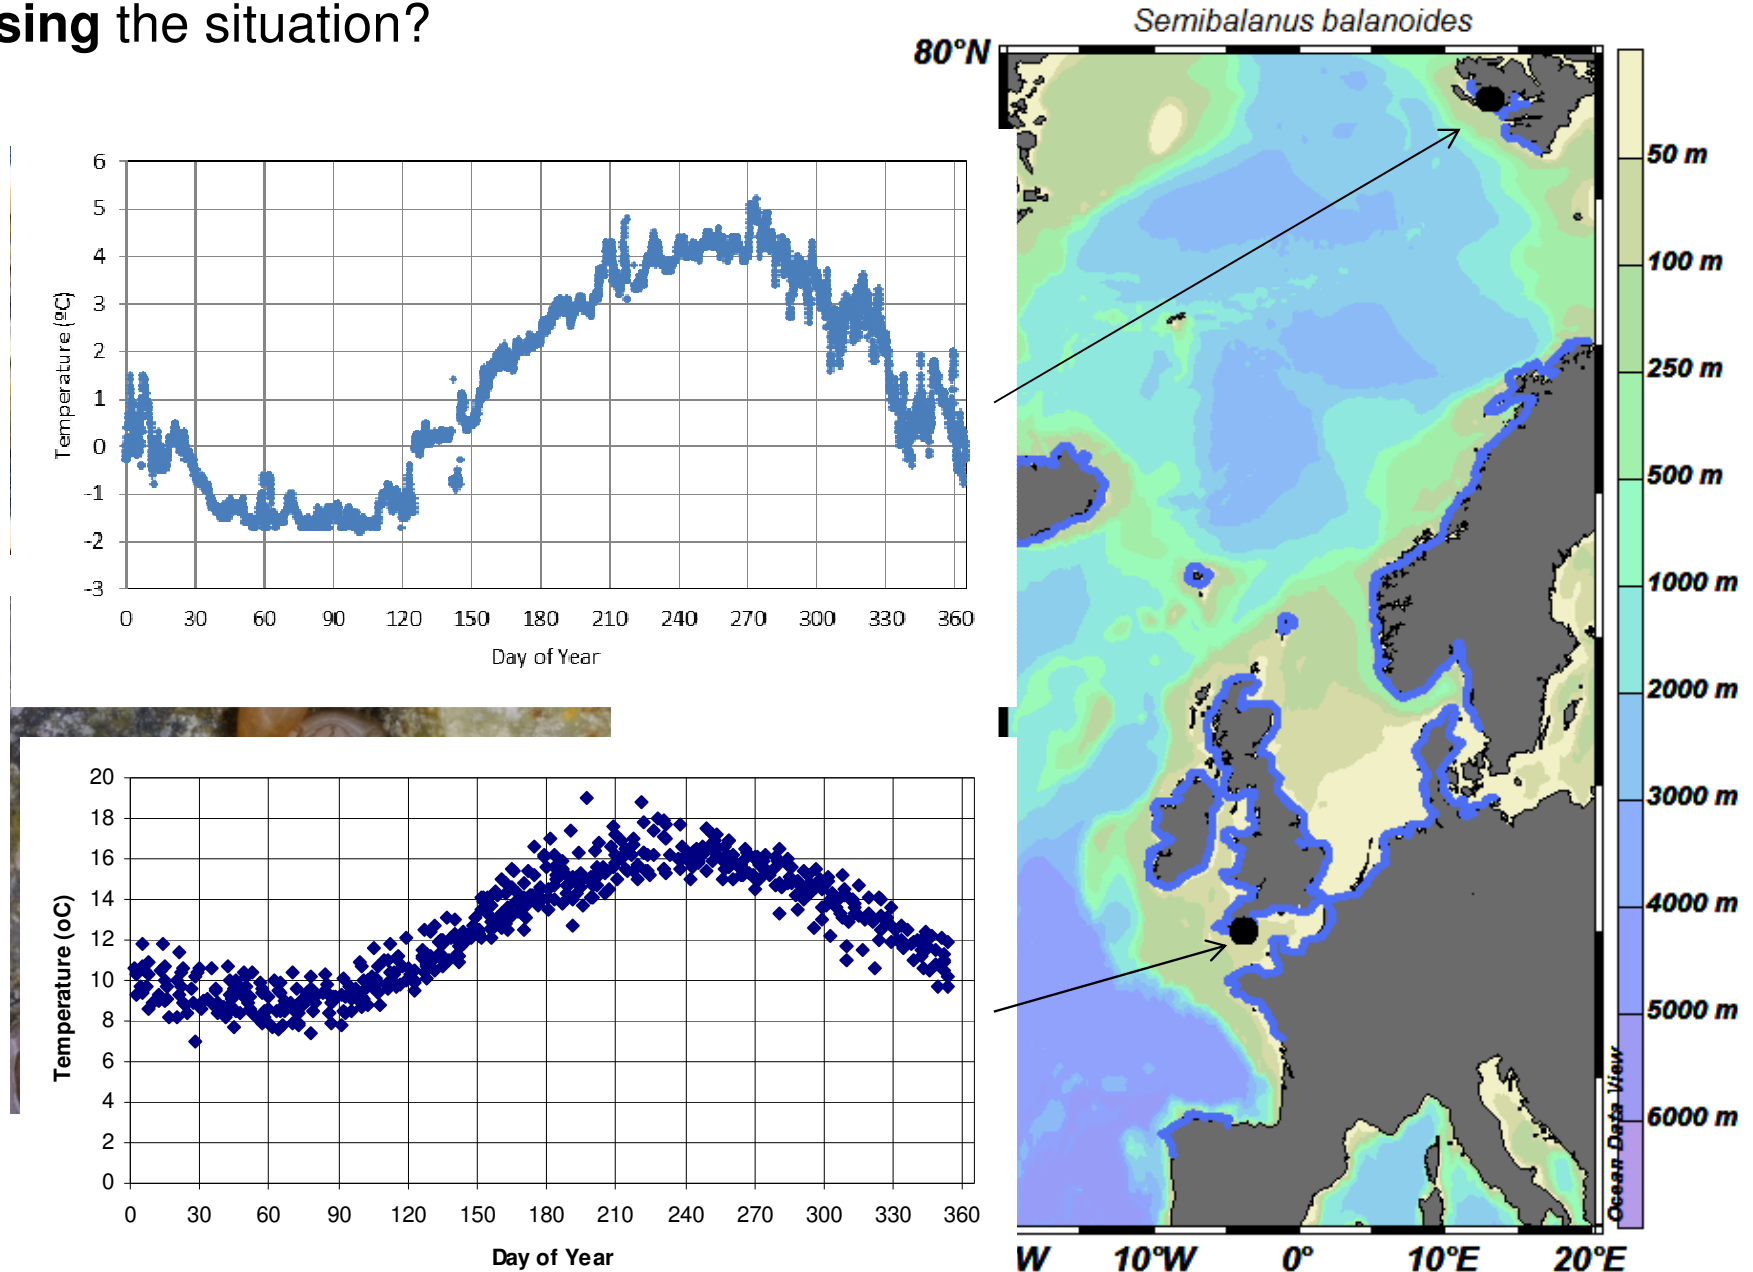 sing the situation?
Semibalanus balanoides
80°N
6
5
4
3
2
1
0
-1
-2
-3
Temperature (ºC)
0 30 60 90 120 150 180 210 240 270 300 330 360
Day of Year
20
18
16
14
12
10
8
6
4
2
0
Temperature (oC)
0 30 60 90 120 150 180 210 240 270 300 330 360
Day of Year
50 m
100 m
250 m
500 m
1000 m
2000 m
3000 m
4000 m
5000 m
6000 m
Ocean Data View
W 10°W 0° 10°E 20°E